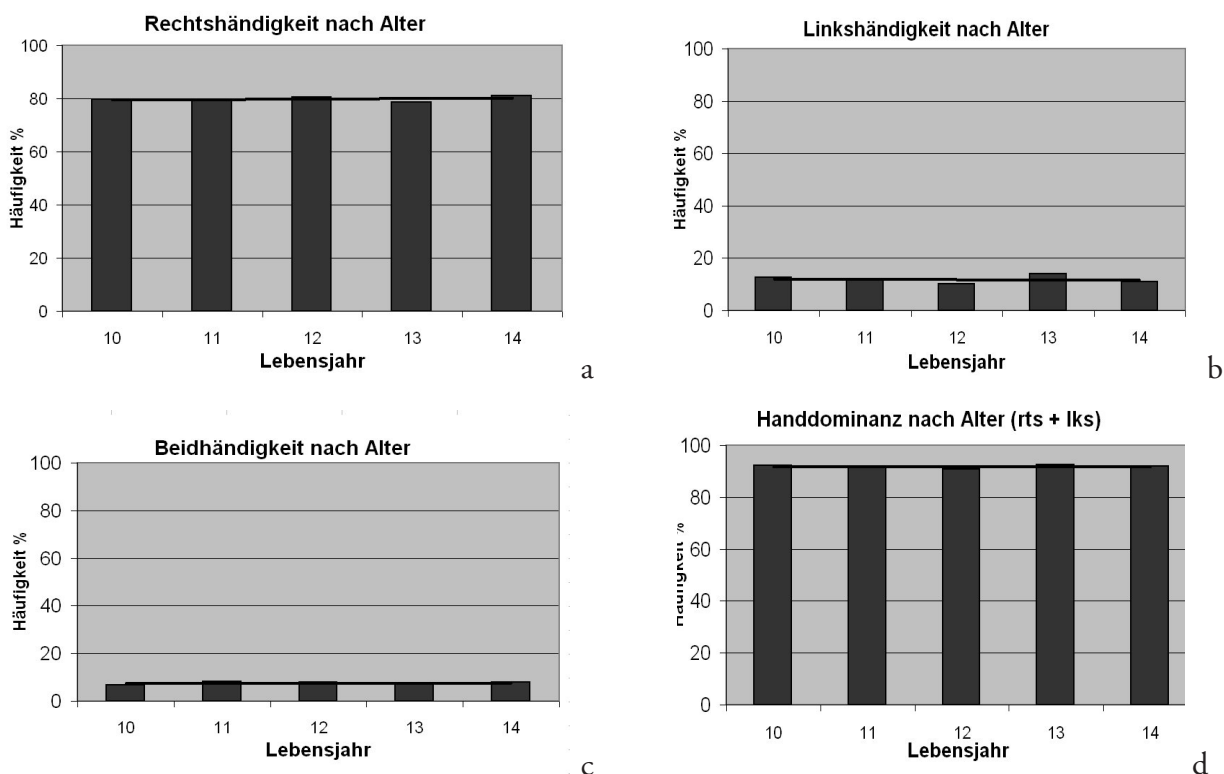 Rechtshändigkeit nach Alter
100
80
60
40
20
0
Häufigkeit %
10 11 12 13 14
Lebensjahr
a
Linkshändigkeit nach Alter
100
80
60
40
20
0
Häufigkeit %
10 11 12 13 14
Lebensjahr
b
Beidhändigkeit nach Alter
100
80
60
40
20
0
Häufigkeit %
10 11 12 13 14
Lebensjahr
c
Handdominanz nach Alter (rts + lks)
100
80
60
40
20
0
Häufigkeit %
10 11 12 13 14
Lebensjahr
d